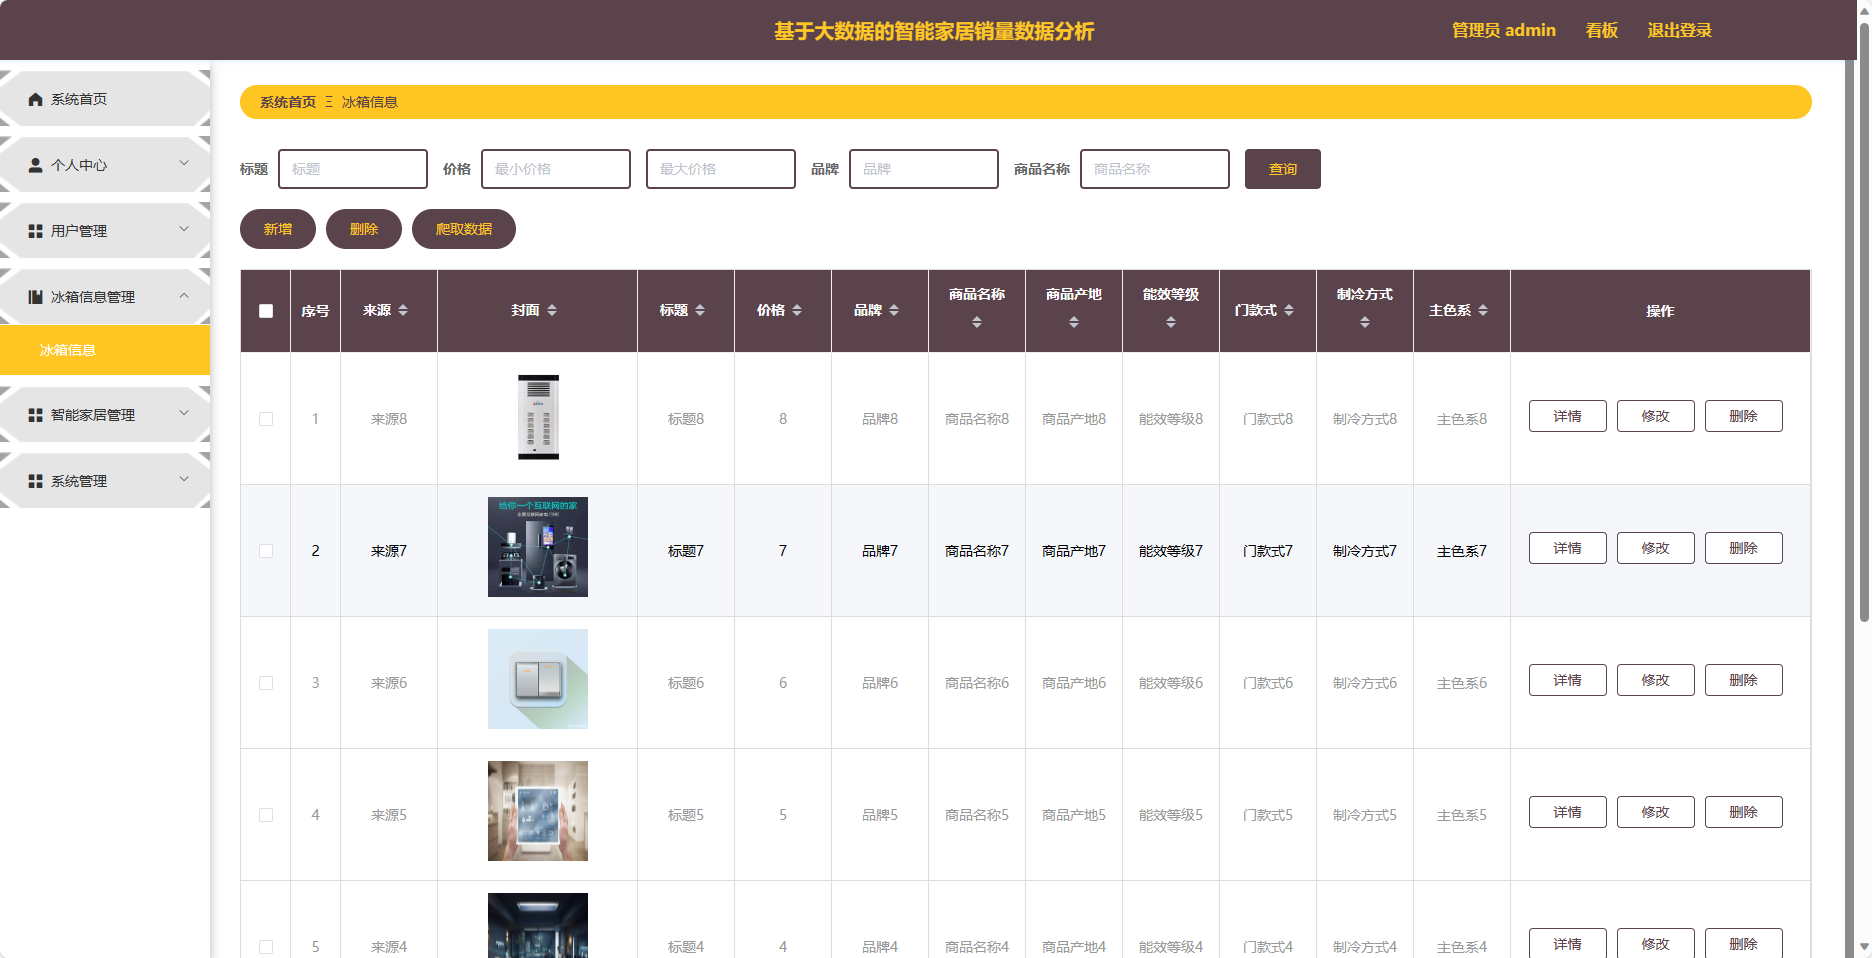 基于大数据的智能家居销量数据分析
管理员 admin 看板 退出登录
系统首页
个人中心
用户管理
冰箱信息管理
冰箱信息
智能家居管理
系统管理
系统首页 Ξ 冰箱信息
标题 标题 价格 最小价格 最大价格 品牌 品牌 商品名称 商品名称 查询
新增 删除 爬取数据
序号 来源 封面 标题 价格 品牌 商品名称 商品产地 能效等级 门款式 制冷方式 主色系 操作
1 来源8 标题8 8 品牌8 商品名称8 商品产地8 能效等级8 门款式8 制冷方式8 主色系8 详情 修改 删除
给你一个互联网的家
2 来源7 标题7 7 品牌7 商品名称7 商品产地7 能效等级7 门款式7 制冷方式7 主色系7 详情 修改 删除
3 来源6 标题6 6 品牌6 商品名称6 商品产地6 能效等级6 门款式6 制冷方式6 主色系6 详情 修改 删除
4 来源5 标题5 5 品牌5 商品名称5 商品产地5 能效等级5 门款式5 制冷方式5 主色系5 详情 修改 删除
5 来源4 标题4 4 品牌4 商品名称4 商品产地4 能效等级4 门款式4 制冷方式4 主色系4 详情 修改 删除